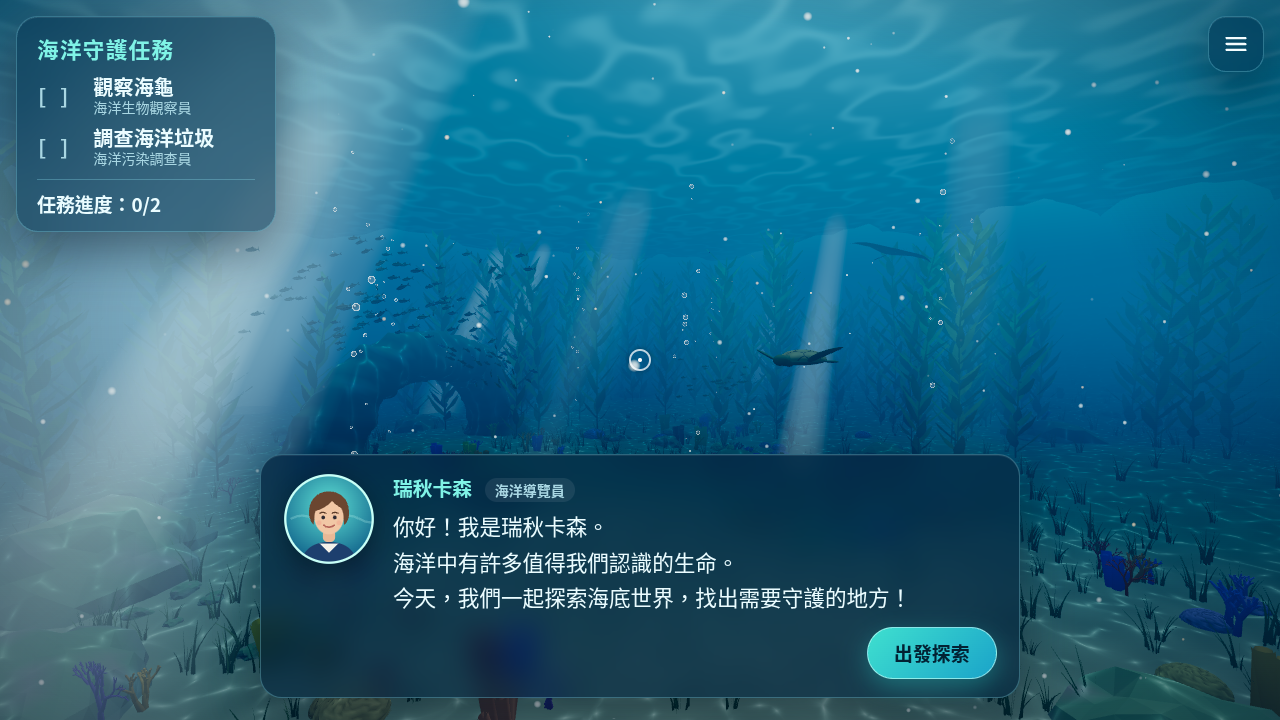 海洋守護任務
[ ] 觀察海龜
海洋生物觀察員
[ ] 調查海洋垃圾
海洋污染調查員
任務進度：0/2
瑞秋卡森 海洋導覽員
你好！我是瑞秋卡森。
海洋中有許多值得我們認識的生命。
今天，我們一起探索海底世界，找出需要守護的地方！
出發探索